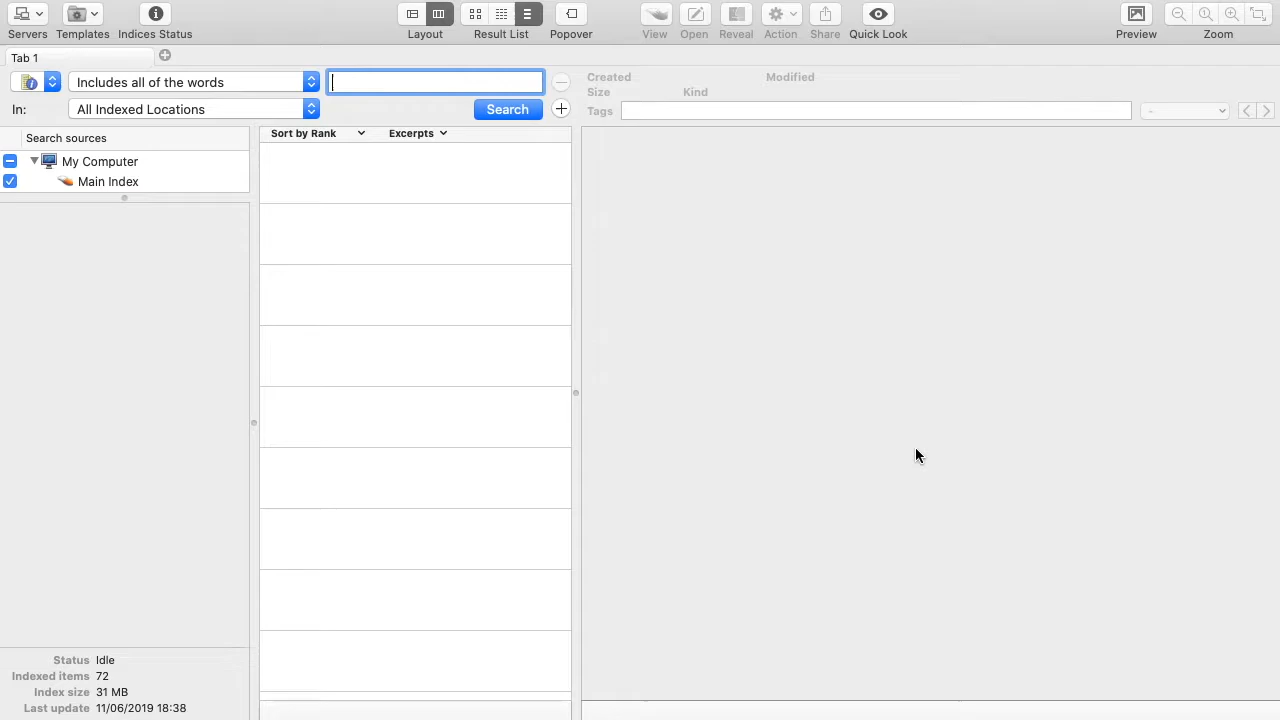 Servers Templates Indices Status Layout Result List Popover View Open Reveal Action Share Quick Look Preview Zoom
Tab 1
Includes all of the words
In: All Indexed Locations Search
Created Modified
Size Kind
Tags -
Search sources
My Computer
Main Index
Sort by Rank Excerpts
Status Idle
Indexed items 72
Index size 31 MB
Last update 11/06/2019 18:38